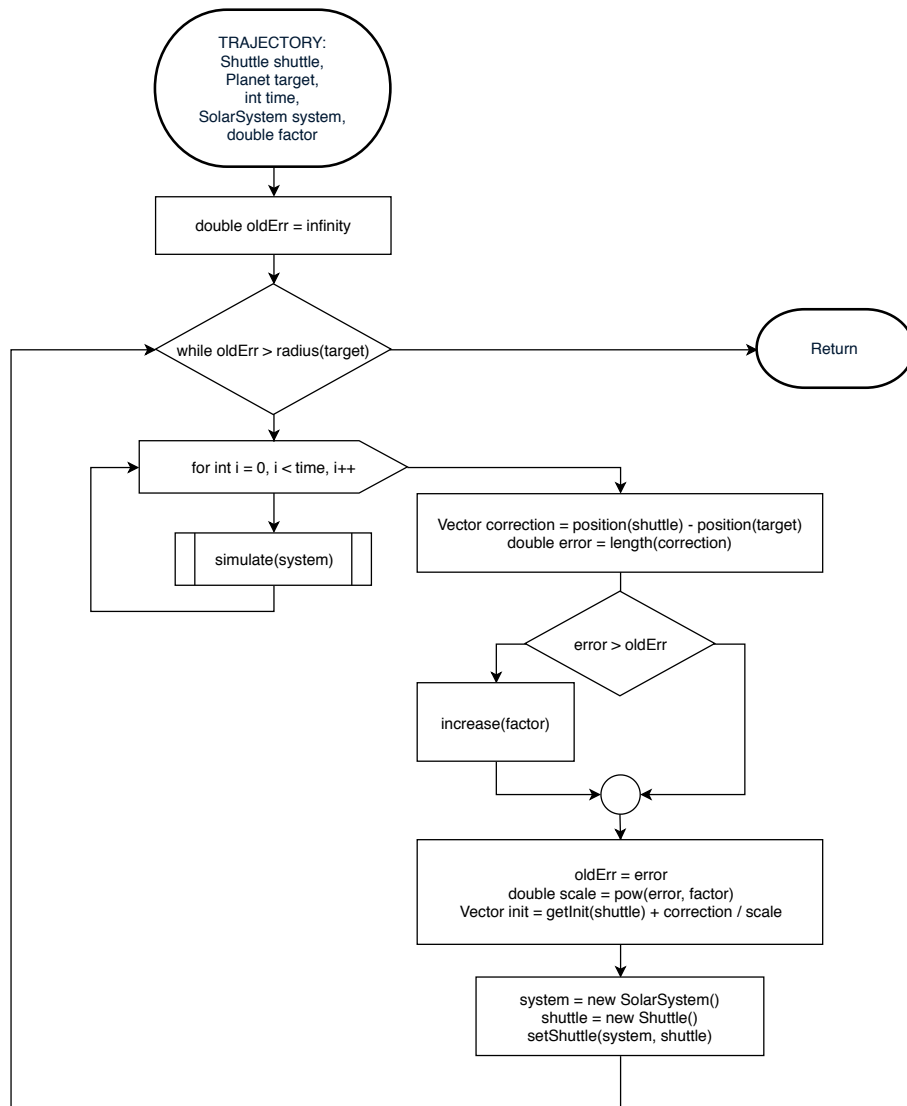 TRAJECTORY:
Shuttle shuttle,
Planet target,
int time,
SolarSystem system,
double factor
double oldErr = infinity
while oldErr > radius(target)
Return
for int i = 0, i < time, i++
simulate(system)
Vector correction = position(shuttle) - position(target)
double error = length(correction)
error > oldErr
increase(factor)
oldErr = error
double scale = pow(error, factor)
Vector init = getInit(shuttle) + correction / scale
system = new SolarSystem()
shuttle = new Shuttle()
setShuttle(system, shuttle)